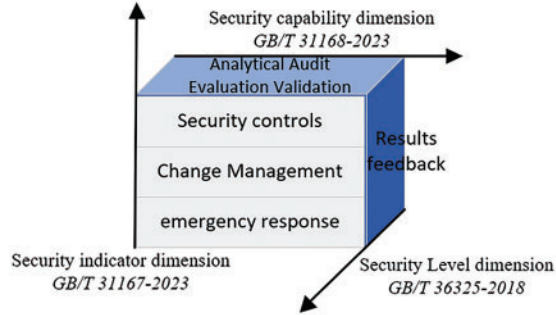 Security capability dimension
GB/T 31168-2023
Analytical Audit
Evaluation Validation
Security controls
Results
feedback
Change Management
emergency response
Security indicator dimension
GB/T 31167-2023
Security Level dimension
GB/T 36325-2018